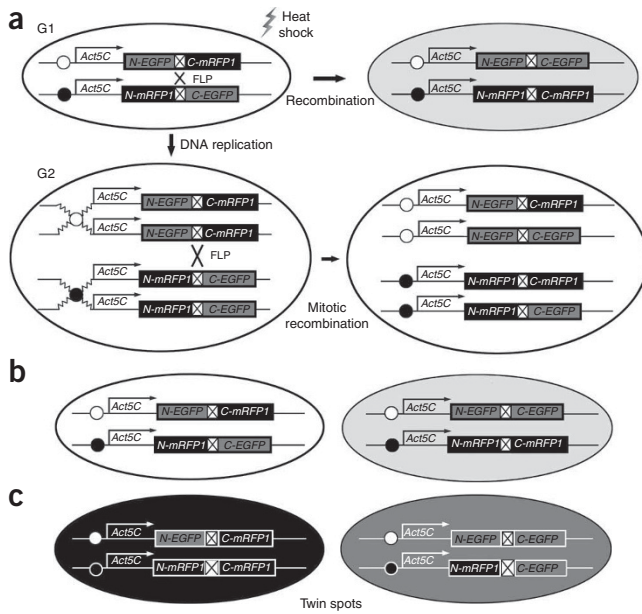 a
G1
Heat
shock
Act5C
N-EGFP C-mRFP1
FLP
Act5C
N-mRFP1 C-EGFP
Recombination
Act5C
N-EGFP C-EGFP
Act5C
N-mRFP1 C-mRFP1
DNA replication
G2
Act5C
N-EGFP C-mRFP1
Act5C
N-EGFP C-mRFP1
FLP
Act5C
N-mRFP1 C-EGFP
Act5C
N-mRFP1 C-EGFP
Mitotic
recombination
Act5C
N-EGFP C-mRFP1
Act5C
N-EGFP C-EGFP
Act5C
N-mRFP1 C-mRFP1
Act5C
N-mRFP1 C-EGFP
b
Act5C
N-EGFP C-mRFP1
Act5C
N-mRFP1 C-EGFP
Act5C
N-EGFP C-EGFP
Act5C
N-mRFP1 C-mRFP1
c
Act5C
N-EGFP C-mRFP1
Act5C
N-mRFP1 C-mRFP1
Act5C
N-EGFP C-EGFP
Act5C
N-mRFP1 C-EGFP
Twin spots